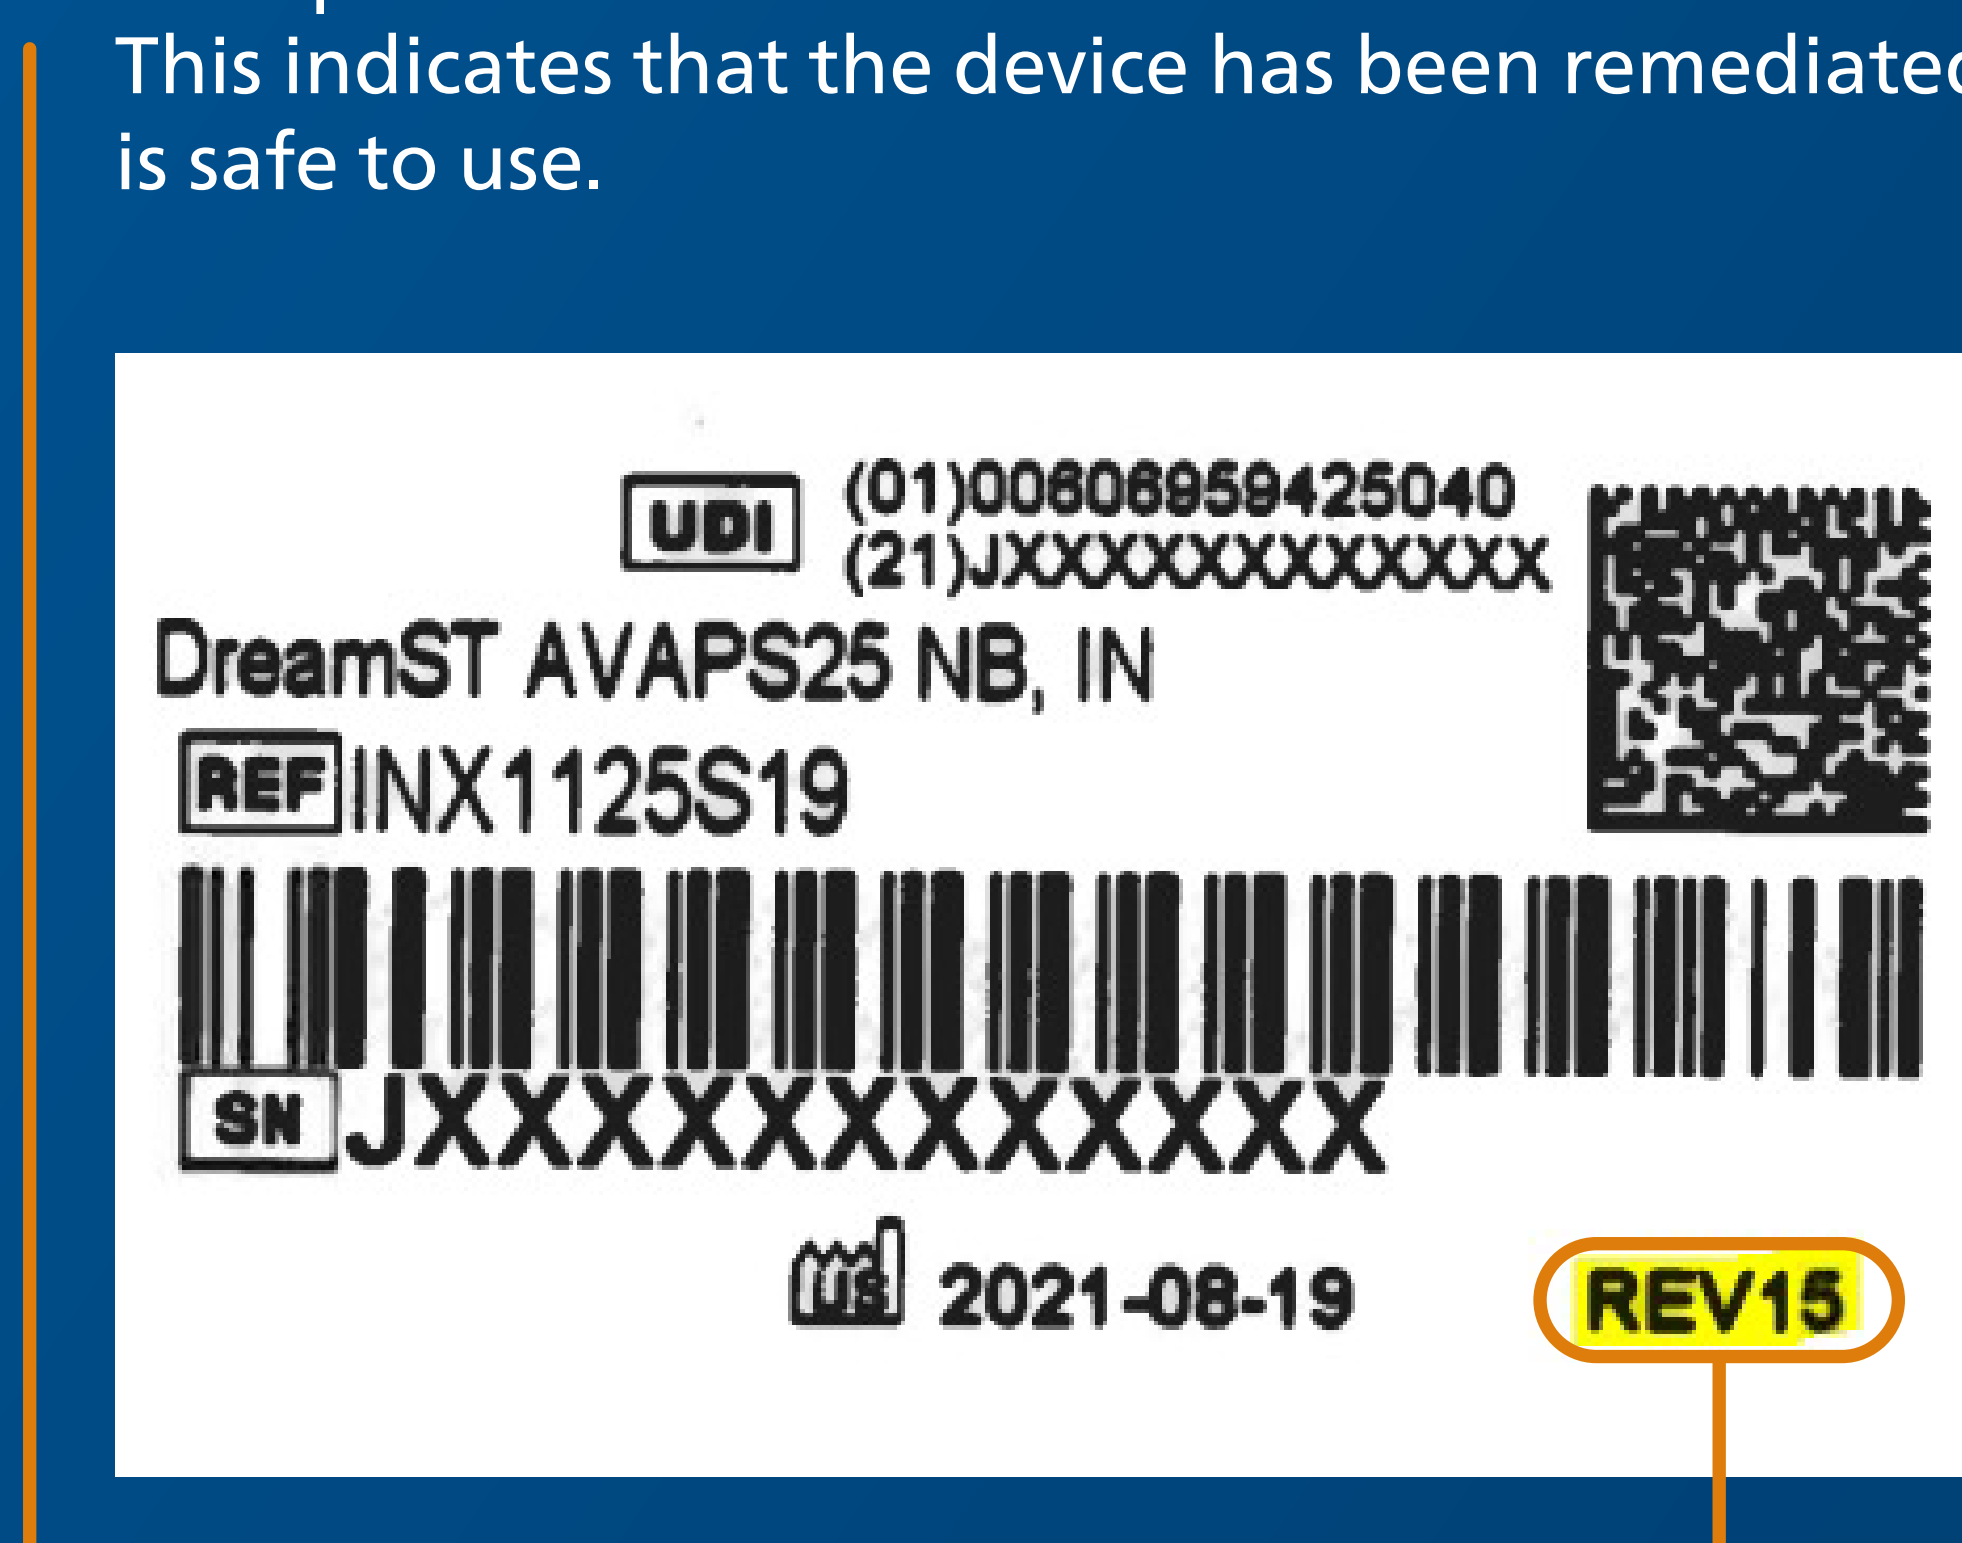 This indicates that the device has been remediated
is safe to use.
UDI
(01)00606959425040
(21)JXXXXXXXXXXXXX
DreamST AVAPS25 NB, IN
REF INX1125S19
SN JXXXXXXXXXXXX
US 2021-08-19
REV15